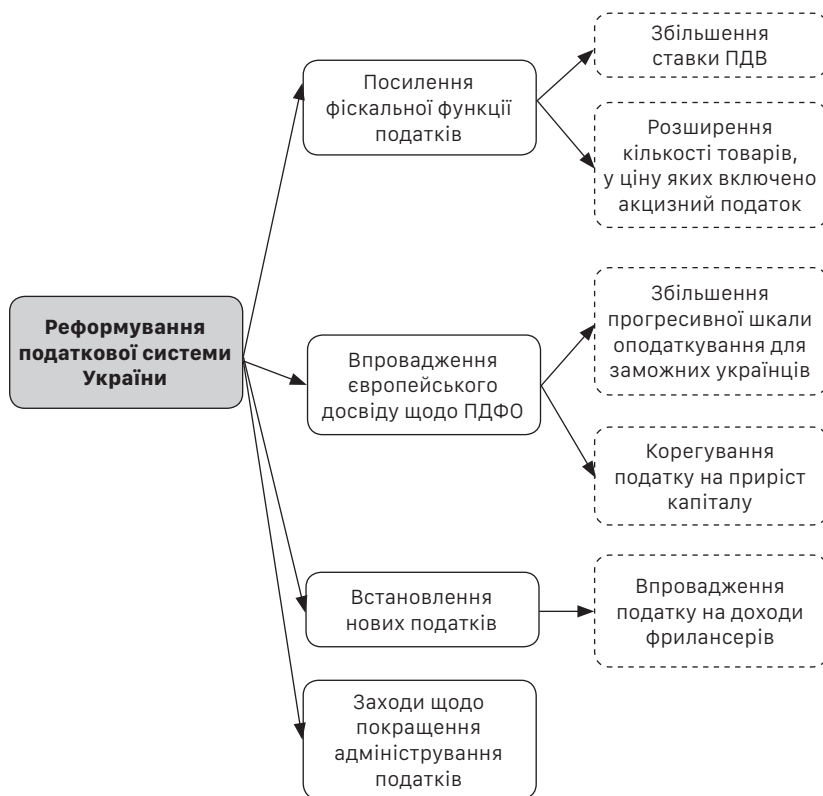 Реформування
податкової системи
України
Посилення
фіскальної функції
податків
Збільшення
ставки ПДВ
Розширення
кількості товарів,
у ціну яких включено
акцизний податок
Впровадження
європейського
досвіду щодо ПДФО
Збільшення
прогресивної шкали
оподаткування для
заможних українців
Корегування
податку на приріст
капіталу
Встановлення
нових податків
Впровадження
податку на доходи
фрилансерів
Заходи щодо
покращення
адміністрування
податків